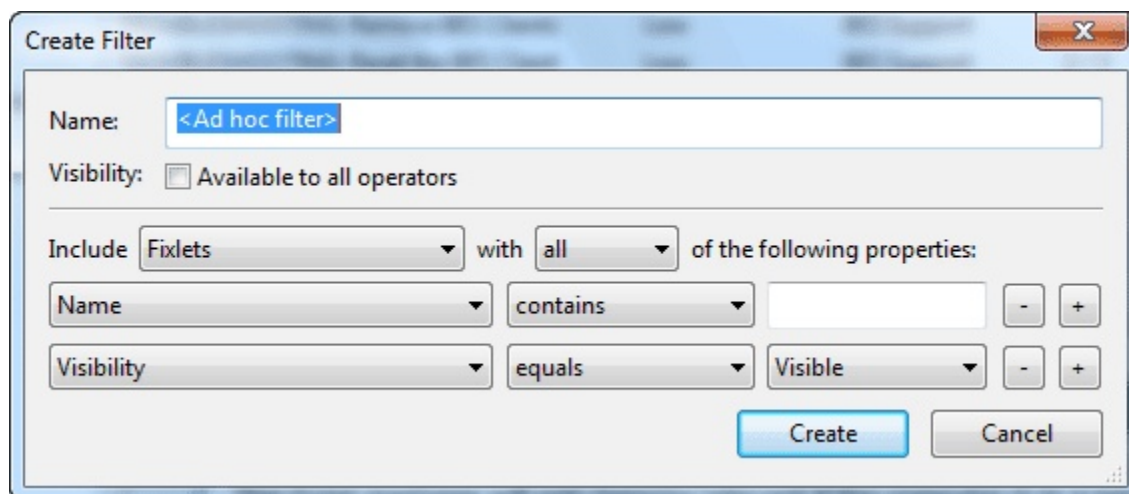 Create Filter
Name: <Ad hoc filter>
Visibility: Available to all operators
Include Fixlets with all of the following properties:
Name contains - +
Visibility equals Visible - +
Create Cancel